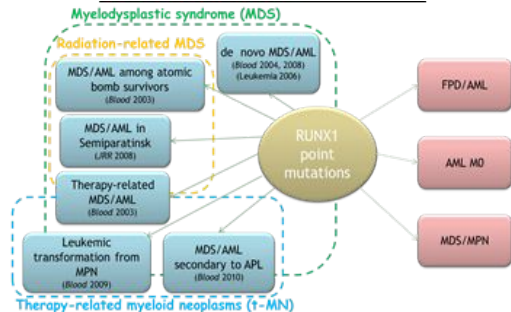 Myelodysplastic syndrome (MDS)
Radiation-related MDS
de novo MDS/AML
(Blood 2004, 2008)
(Leukemia 2006)
MDS/AML among atomic
bomb survivors
(Blood 2003)
MDS/AML in
Semiparatinsk
(JRR 2008)
Therapy-related
MDS/AML
(Blood 2003)
Leukemic
transformation from
MPN
(Blood 2009)
MDS/AML
secondary to APL
(Blood 2010)
Therapy-related myeloid neoplasms (t-MN)
RUNX1
point
mutations
FPD/AML
AML M0
MDS/MPN